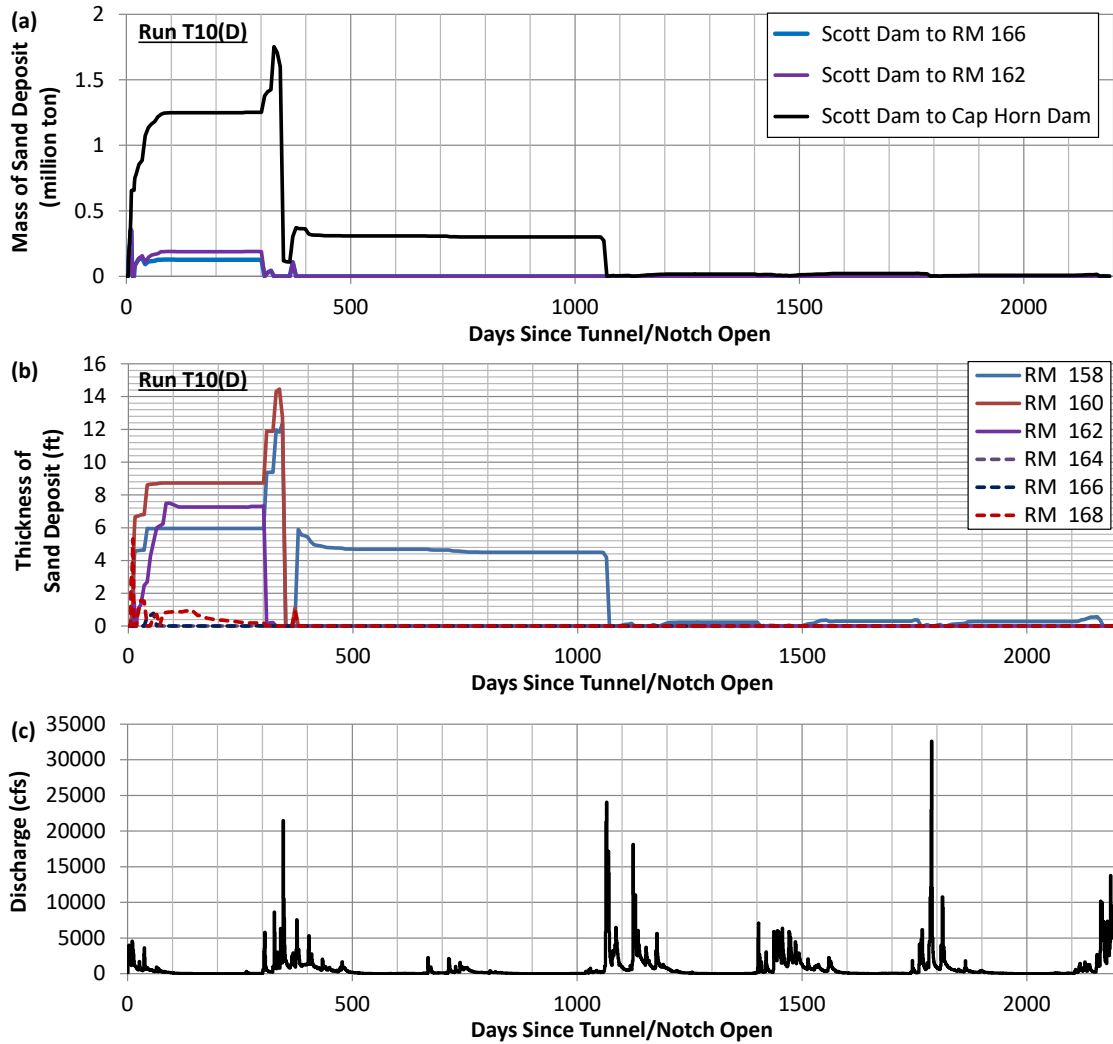 (a)
Run T10(D)
Mass of Sand Deposit
(million ton)
2
1.5
1
0.5
0
Scott Dam to RM 166
Scott Dam to RM 162
Scott Dam to Cap Horn Dam
0 500 1000 1500 2000
Days Since Tunnel/Notch Open
(b)
Run T10(D)
Thickness of
Sand Deposit (ft)
16
14
12
10
8
6
4
2
0
RM 158
RM 160
RM 162
RM 164
RM 166
RM 168
0 500 1000 1500 2000
Days Since Tunnel/Notch Open
(c)
Discharge (cfs)
35000
30000
25000
20000
15000
10000
5000
0
0 500 1000 1500 2000
Days Since Tunnel/Notch Open